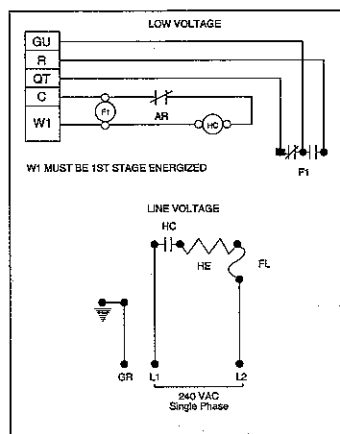 LOW VOLTAGE
GU
R
QT
C
W1
F1
AR
HC
F1
W1 MUST BE 1ST STAGE ENERGIZED
LINE VOLTAGE
HC
HE
FL
GR
L1
L2
240 VAC
Single Phase